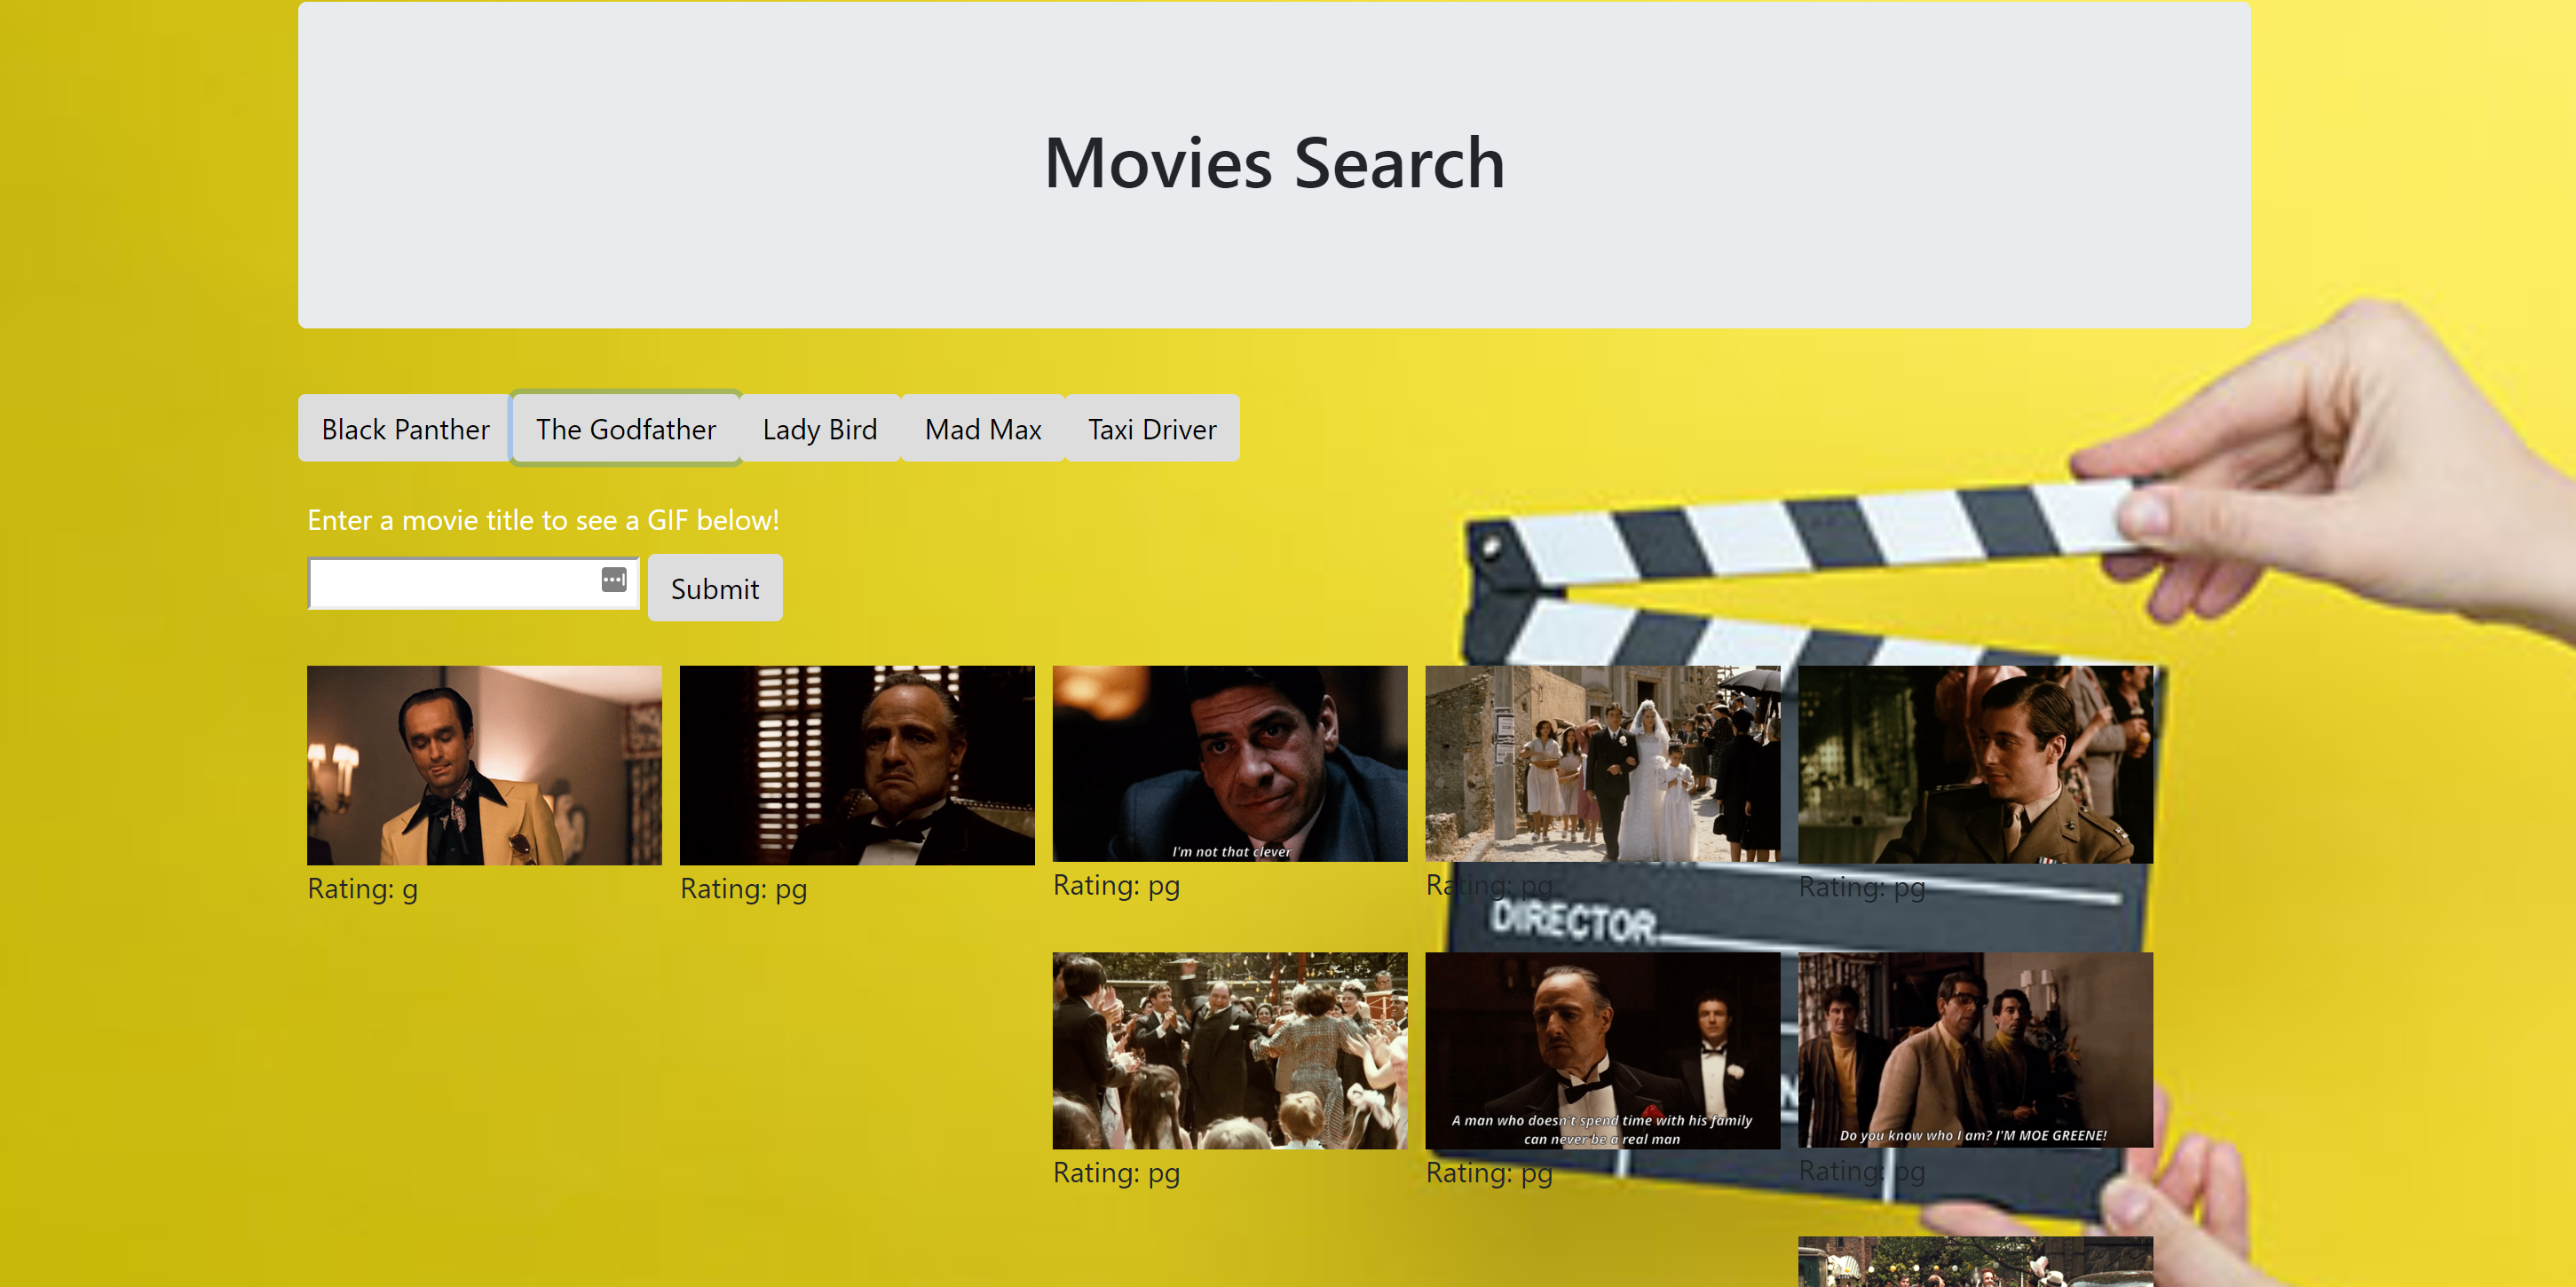 Movies Search
Black Panther The Godfather Lady Bird Mad Max Taxi Driver
Enter a movie title to see a GIF below!
Submit
I'm not that clever
Rating: g
Rating: pg
Rating: pg
Rating: pg
Rating: pg
DIRECTOR
A man who doesn't spend time with his family
can never be a real man
Do you know who I am? I'M MOE GREENE!
Rating: pg
Rating: pg
Rating: pg